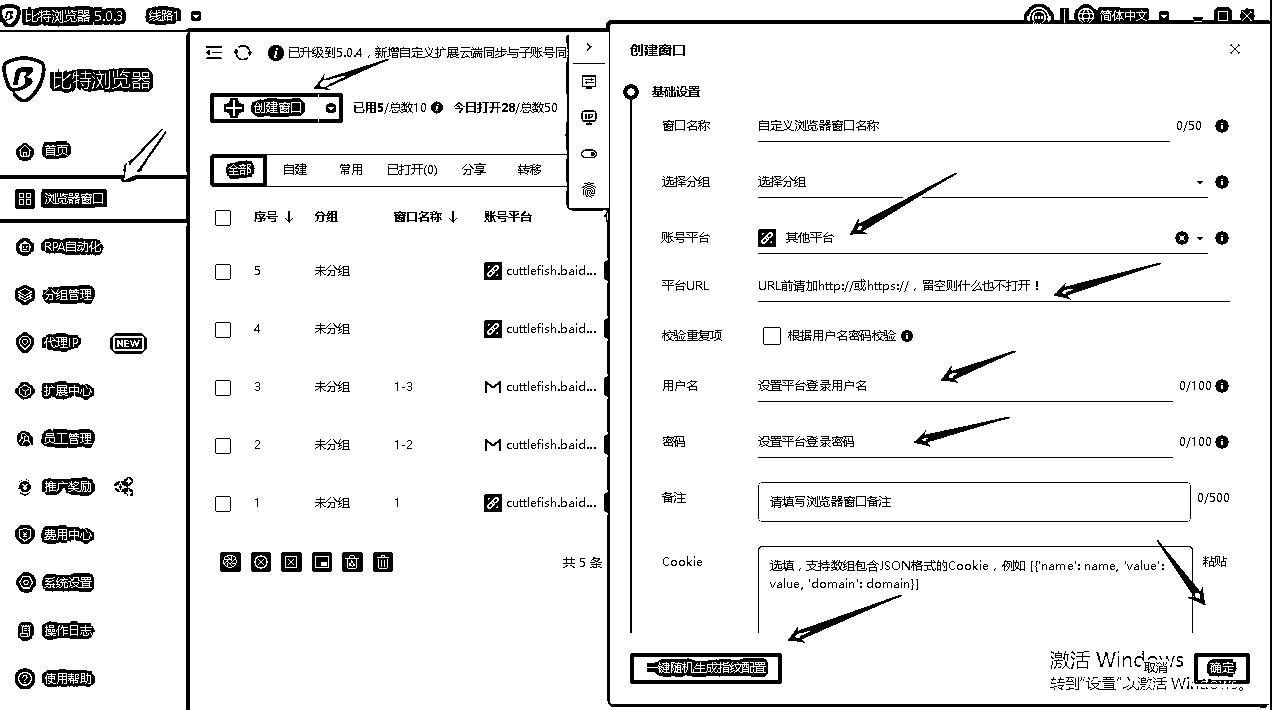 比特浏览器 5.0.3 线路1
简体中文
比特浏览器
首页
浏览器窗口
RPA自动化
分组管理
代理IP NEW
扩展中心
员工管理
推广奖励
费用中心
系统设置
操作日志
使用帮助
已升级到5.0.4，新增自定义扩展云端同步与子账号同
创建窗口 已用5/总数10 今日打开28/总数50
全部 自建 常用 已打开(0) 分享 转移
序号 分组 窗口名称 账号平台
5 未分组 cuttlefish.baid...
4 未分组 cuttlefish.baid...
3 未分组 1-3 cuttlefish.baid...
2 未分组 1-2 cuttlefish.baid...
1 未分组 1 cuttlefish.baid...
共 5 条
IP
创建窗口
基础设置
窗口名称 自定义浏览器窗口名称 0/50
选择分组 选择分组
账号平台 其他平台
平台URL URL前请加http://或https://，留空则什么也不打开！
校验重复项 根据用户名密码校验
用户名 设置平台登录用户名 0/100
密码 设置平台登录密码 0/100
备注 请填写浏览器窗口备注 0/500
Cookie 选填，支持数组包含JSON格式的Cookie，例如 [{'name': name, 'value': 粘贴
value, 'domain': domain}]
一键随机生成指纹配置 取消 确定
激活 Windows
转到"设置"以激活 Windows。